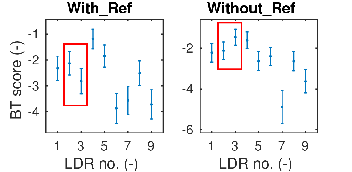 With_Ref
Without_Ref
BT score (-)
-1
-2
-3
-4
-2
-4
-6
1 3 5 7 9
1 3 5 7 9
LDR no. (-)
LDR no. (-)